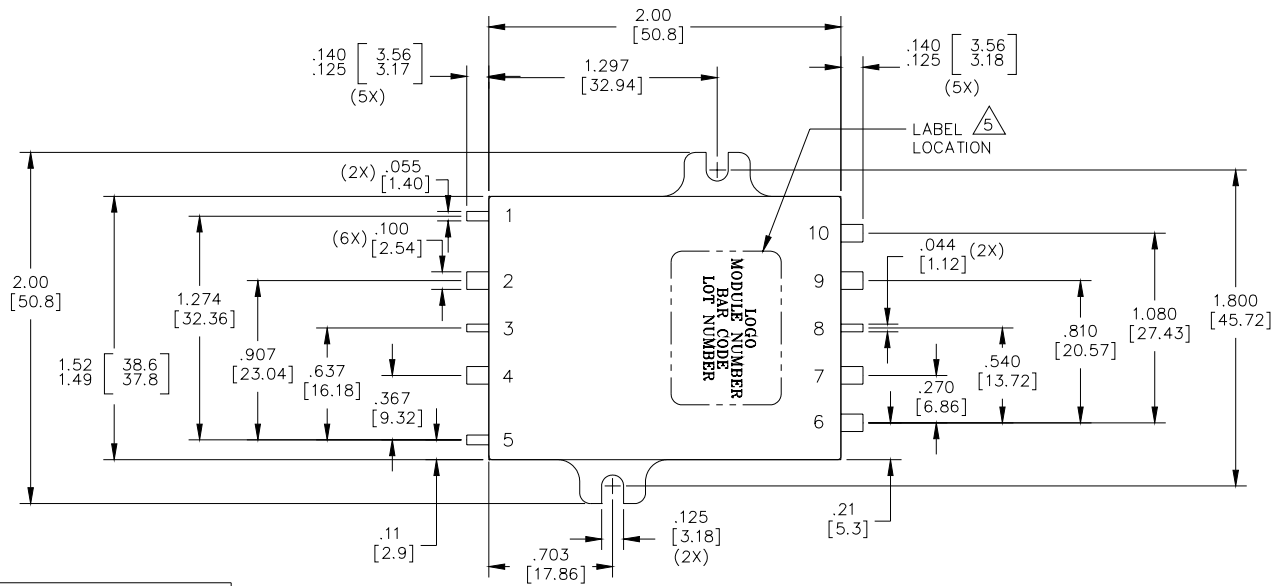 2.00
[50.8]
.140 [ 3.56
.125 3.17 ]
(5X)
1.297
[32.94]
.140 [ 3.56
.125 3.18 ]
(5X)
LABEL 5
LOCATION
(2X) .055
[1.40]
(6X) .100
[2.54]
2.00
[50.8]
1.274
[32.36]
.907
[23.04]
.637
[16.18]
.367
[9.32]
1.52 [ 38.6
1.49 37.8 ]
.11
[2.9]
1
2
3
4
5
LOGO
MODULE NUMBER
BAR CODE
LOT NUMBER
10
9
8
7
6
.044 (2X)
[1.12]
.270
[6.86]
.540
[13.72]
.810
[20.57]
1.080
[27.43]
1.800
[45.72]
.703
[17.86]
.125
[3.18]
(2X)
.21
[5.3]